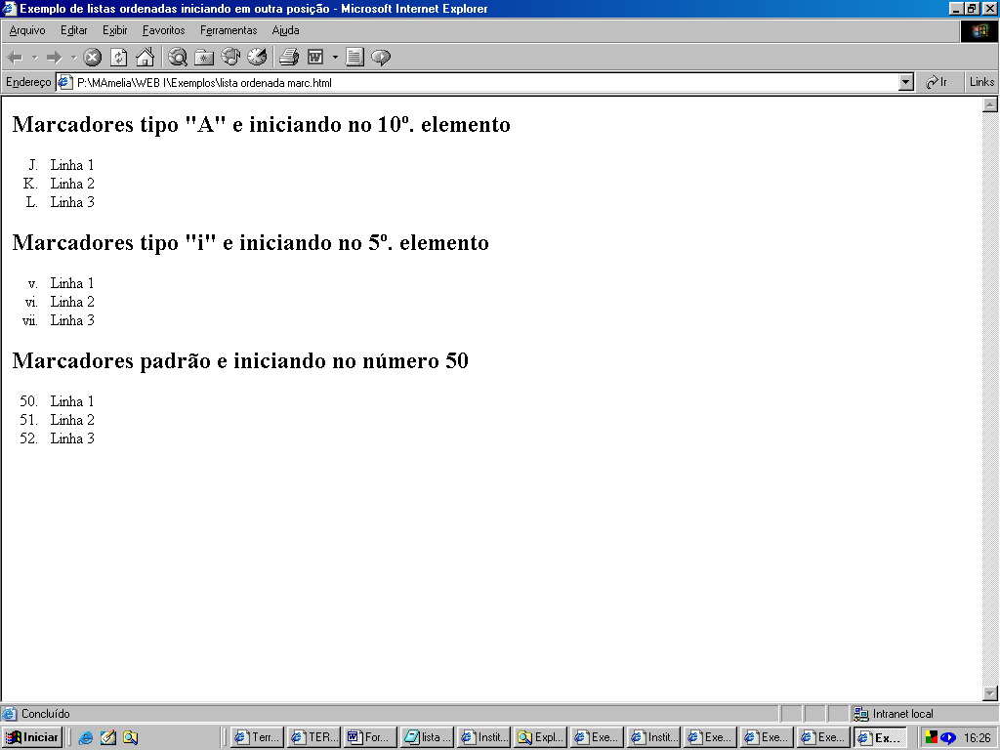 Exemplo de listas ordenadas iniciando em outra posição - Microsoft Internet Explorer
Arquivo Editar Exibir Favoritos Ferramentas Ajuda
Endereço P:\MAmelia\WEB I\Exemplos\lista ordenada marc.html Ir Links
Marcadores tipo "A" e iniciando no 10º. elemento
J. Linha 1
K. Linha 2
L. Linha 3
Marcadores tipo "i" e iniciando no 5º. elemento
v. Linha 1
vi. Linha 2
vii. Linha 3
Marcadores padrão e iniciando no número 50
50. Linha 1
51. Linha 2
52. Linha 3
Concluído Intranet local
Iniciar Terr... TER... For... lista ... Instit... Expl... Exe... Instit... Exe... Exe... Exe... Ex... 16:26